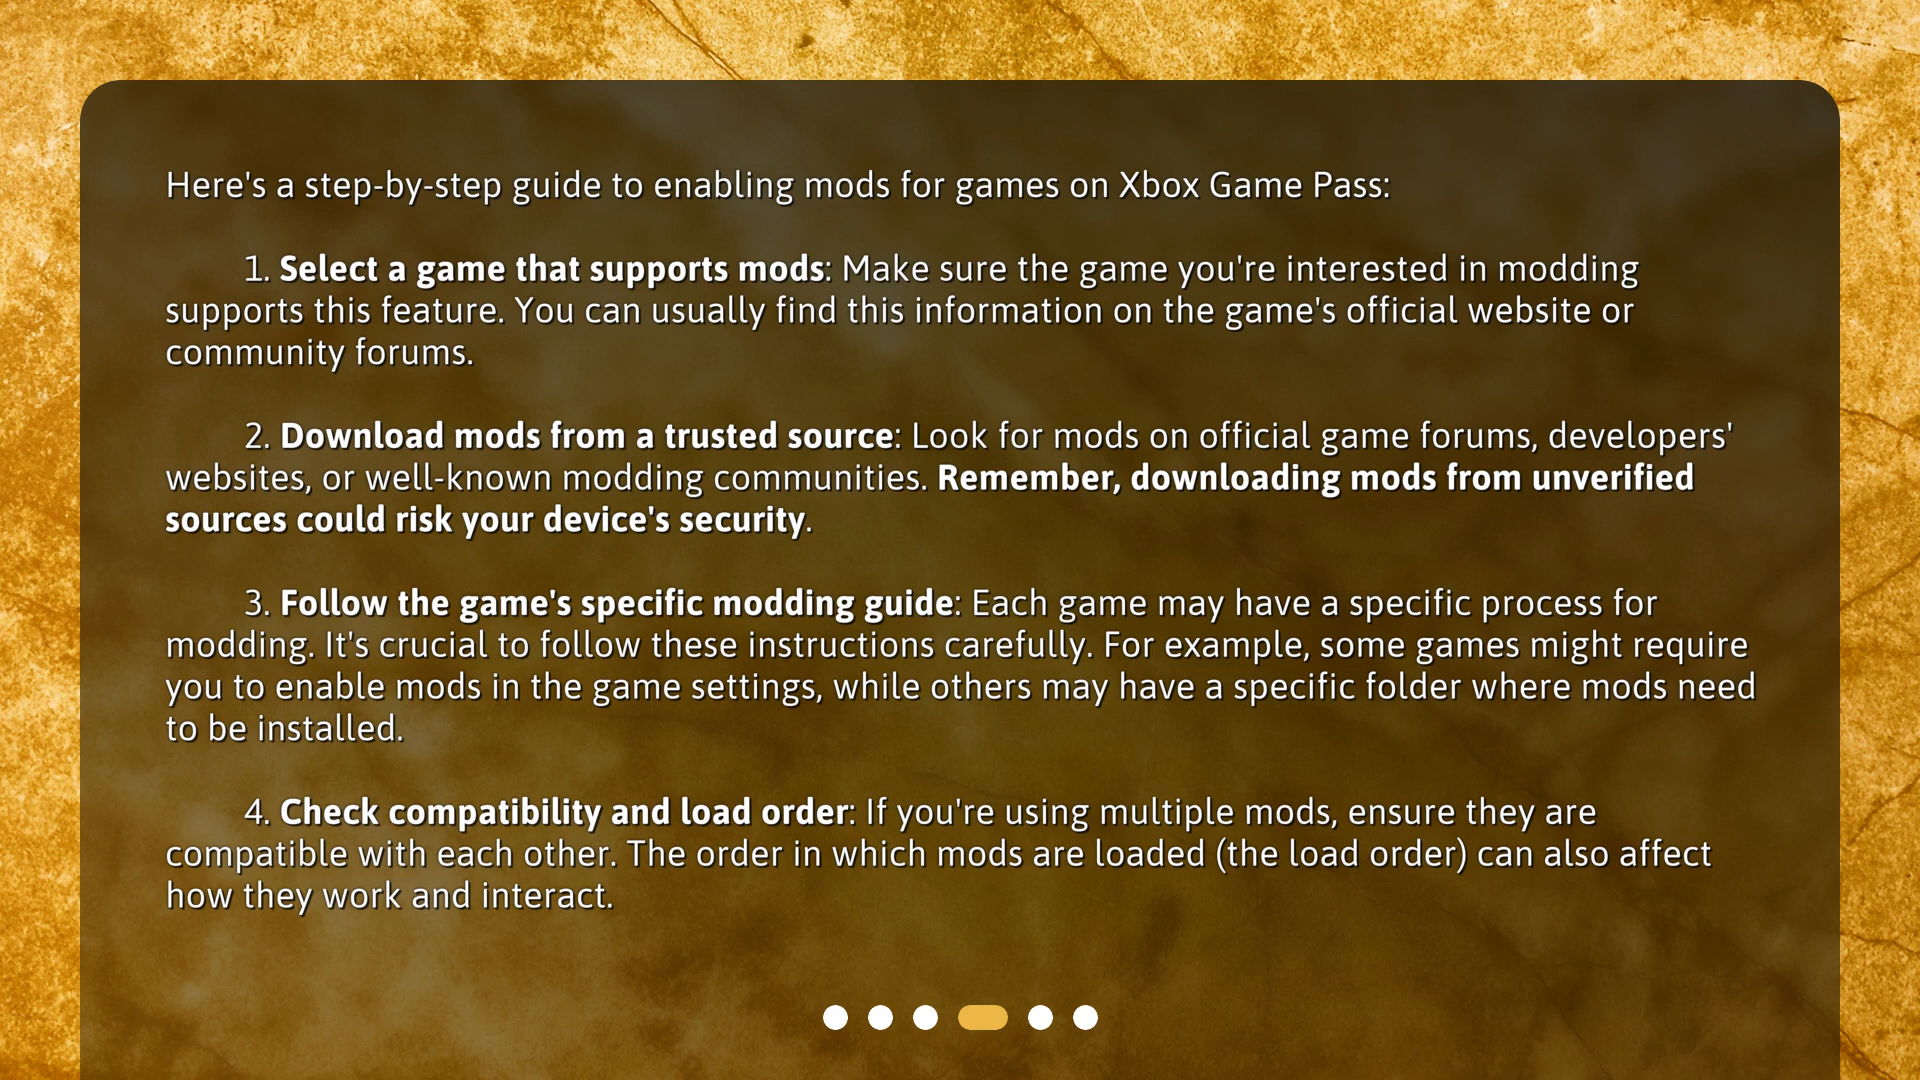 Here's a step-by-step guide to enabling mods for games on Xbox Game Pass:
1. Select a game that supports mods: Make sure the game you're interested in modding
supports this feature. You can usually find this information on the game's official website or
community forums.
2. Download mods from a trusted source: Look for mods on official game forums, developers'
websites, or well-known modding communities. Remember, downloading mods from unverified
sources could risk your device's security.
3. Follow the game's specific modding guide: Each game may have a specific process for
modding. It's crucial to follow these instructions carefully. For example, some games might require
you to enable mods in the game settings, while others may have a specific folder where mods need
to be installed.
4. Check compatibility and load order: If you're using multiple mods, ensure they are
compatible with each other. The order in which mods are loaded (the load order) can also affect
how they work and interact.